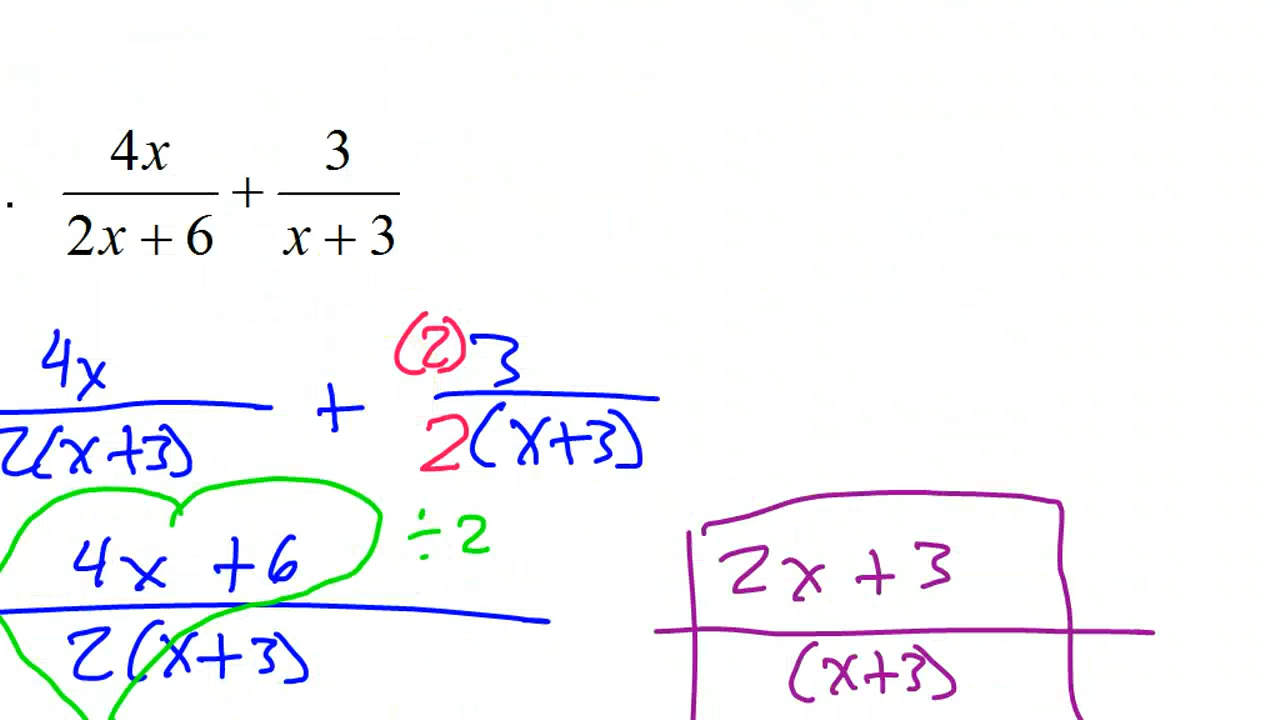 . 4x/(2x + 6) + 3/(x + 3)
4x/2(x+3) + (2)3/2(x+3)
4x +6/2(x+3) ÷2
2x + 3/(x+3)